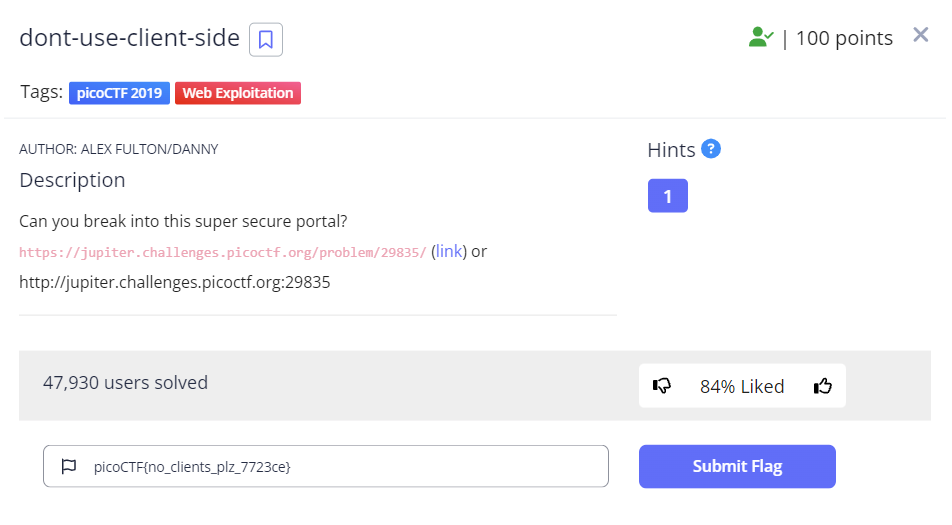 dont-use-client-side
| 100 points
Tags: picoCTF 2019 Web Exploitation
AUTHOR: ALEX FULTON/DANNY
Hints ?
Description
1
Can you break into this super secure portal?
https://jupiter.challenges.picoctf.org/problem/29835/ (link) or
http://jupiter.challenges.picoctf.org:29835
47,930 users solved
84% Liked
picoCTF{no_clients_plz_7723ce}
Submit Flag